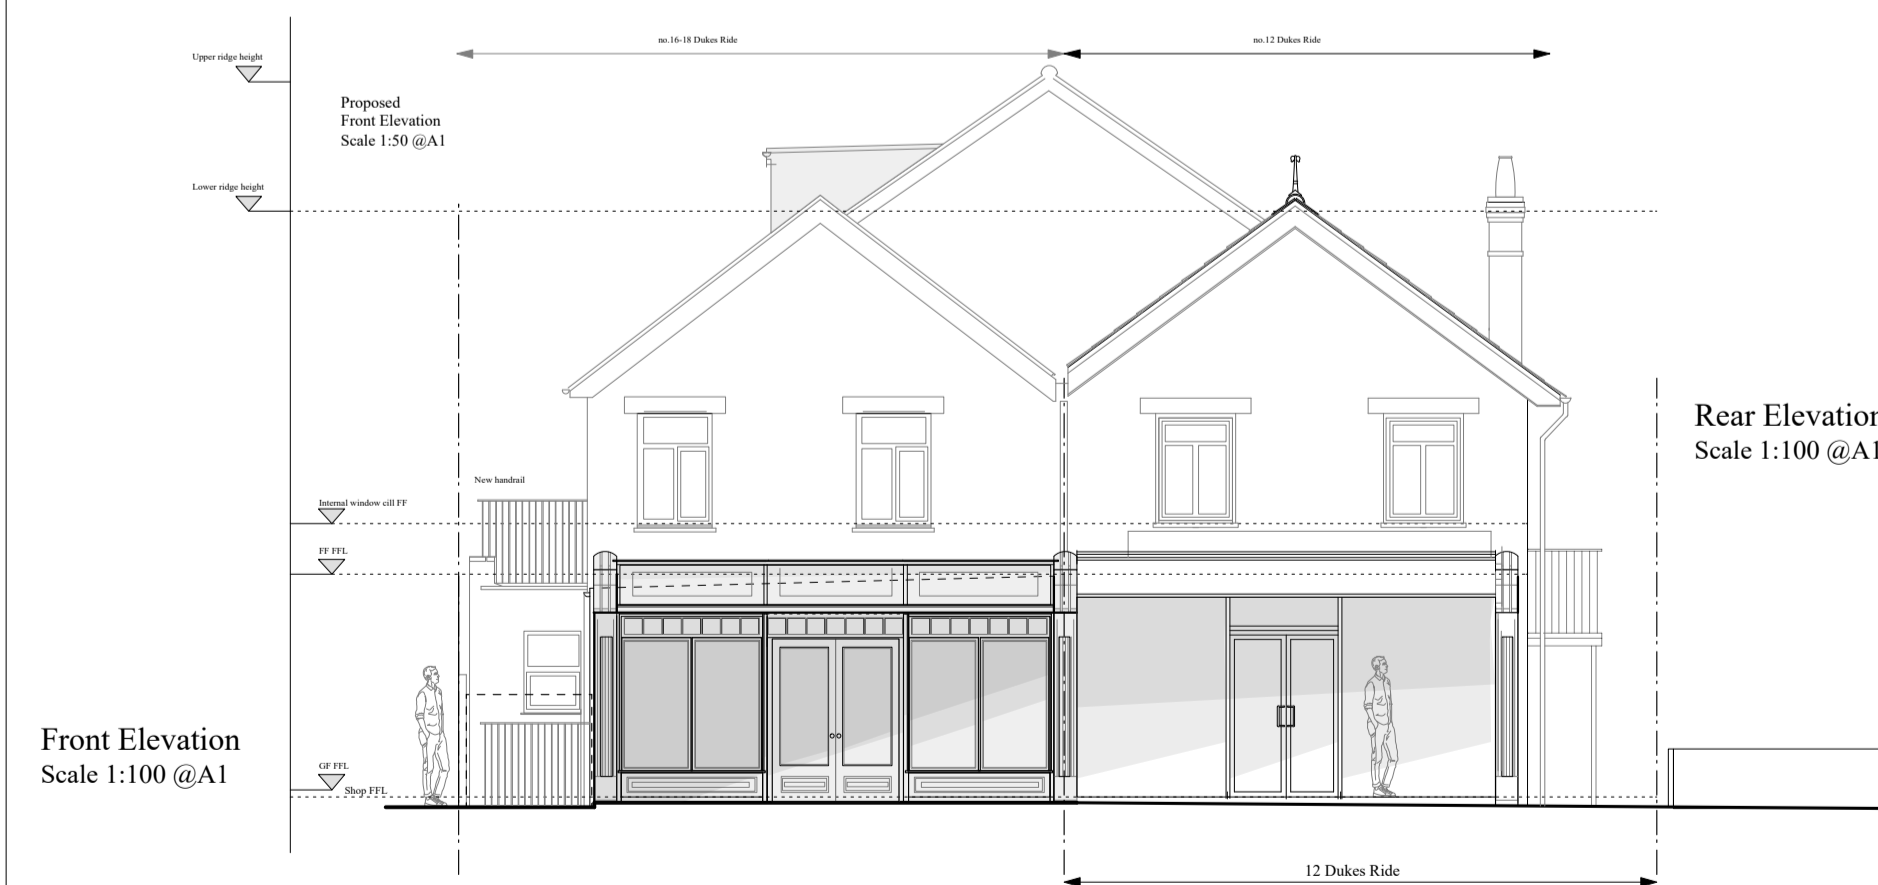 no.16-18 Dukes Ride
no.12 Dukes Ride
Upper ridge height
Proposed
Front Elevation
Scale 1:50 @A1
Lower ridge height
Rear Elevation
Scale 1:100 @A1
New handrail
Internal window cill FF
FF FFL
Front Elevation
Scale 1:100 @A1
GF FFL
Shop FFL
12 Dukes Ride